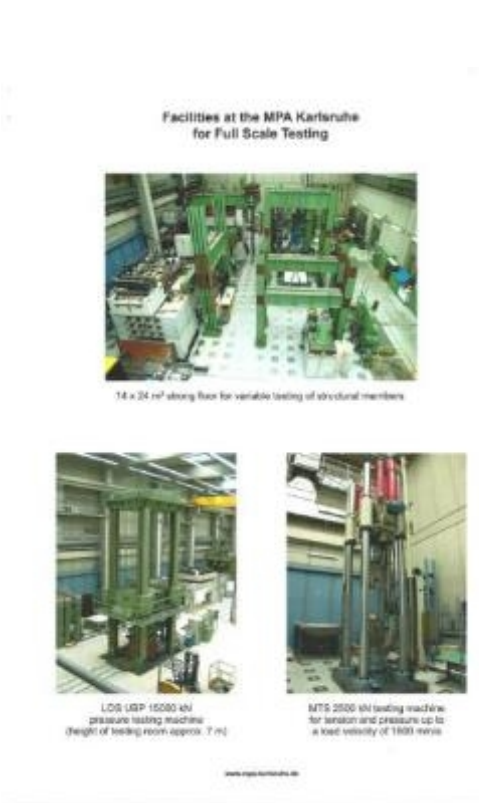 Facilities at the MPA Karlsruhe
for Full Scale Testing
14 x 24 m² strong floor for variable testing of structural members
LOS UBP 15000 kN
pressure testing machine
(height of testing room approx. 7 m)
MTS 2500 kN testing machine
for tension and pressure up to
a load velocity of 1600 mm/s
www.mpa-karlsruhe.de